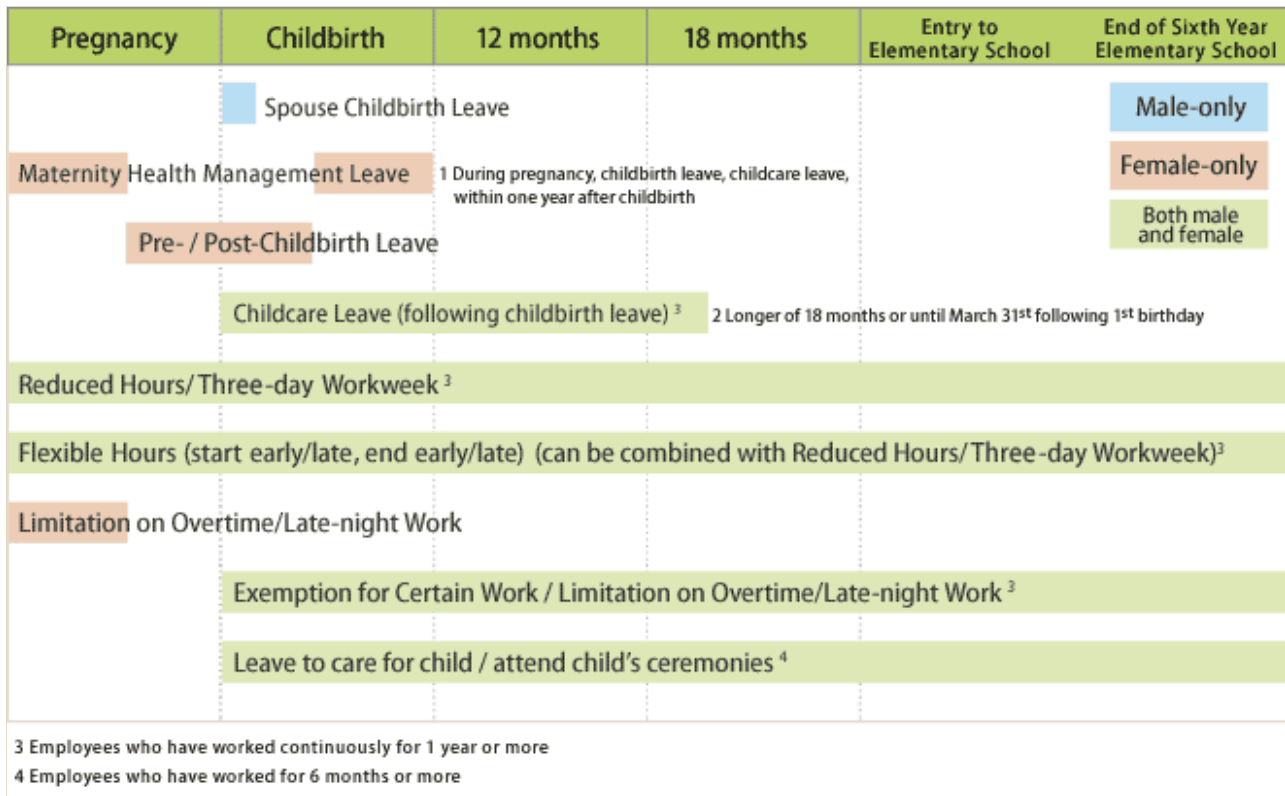 Pregnancy
Childbirth
12 months
18 months
Entry to
Elementary School
End of Sixth Year
Elementary School
Spouse Childbirth Leave
Male-only
Maternity Health Management Leave
1 During pregnancy, childbirth leave, childcare leave,
within one year after childbirth
Female-only
Pre- / Post-Childbirth Leave
Both male
and female
Childcare Leave (following childbirth leave) 3
2 Longer of 18 months or until March 31st following 1st birthday
Reduced Hours/Three-day Workweek 3
Flexible Hours (start early/late, end early/late) (can be combined with Reduced Hours/Three-day Workweek)3
Limitation on Overtime/Late-night Work
Exemption for Certain Work / Limitation on Overtime/Late-night Work 3
Leave to care for child / attend child's ceremonies 4
3 Employees who have worked continuously for 1 year or more
4 Employees who have worked for 6 months or more